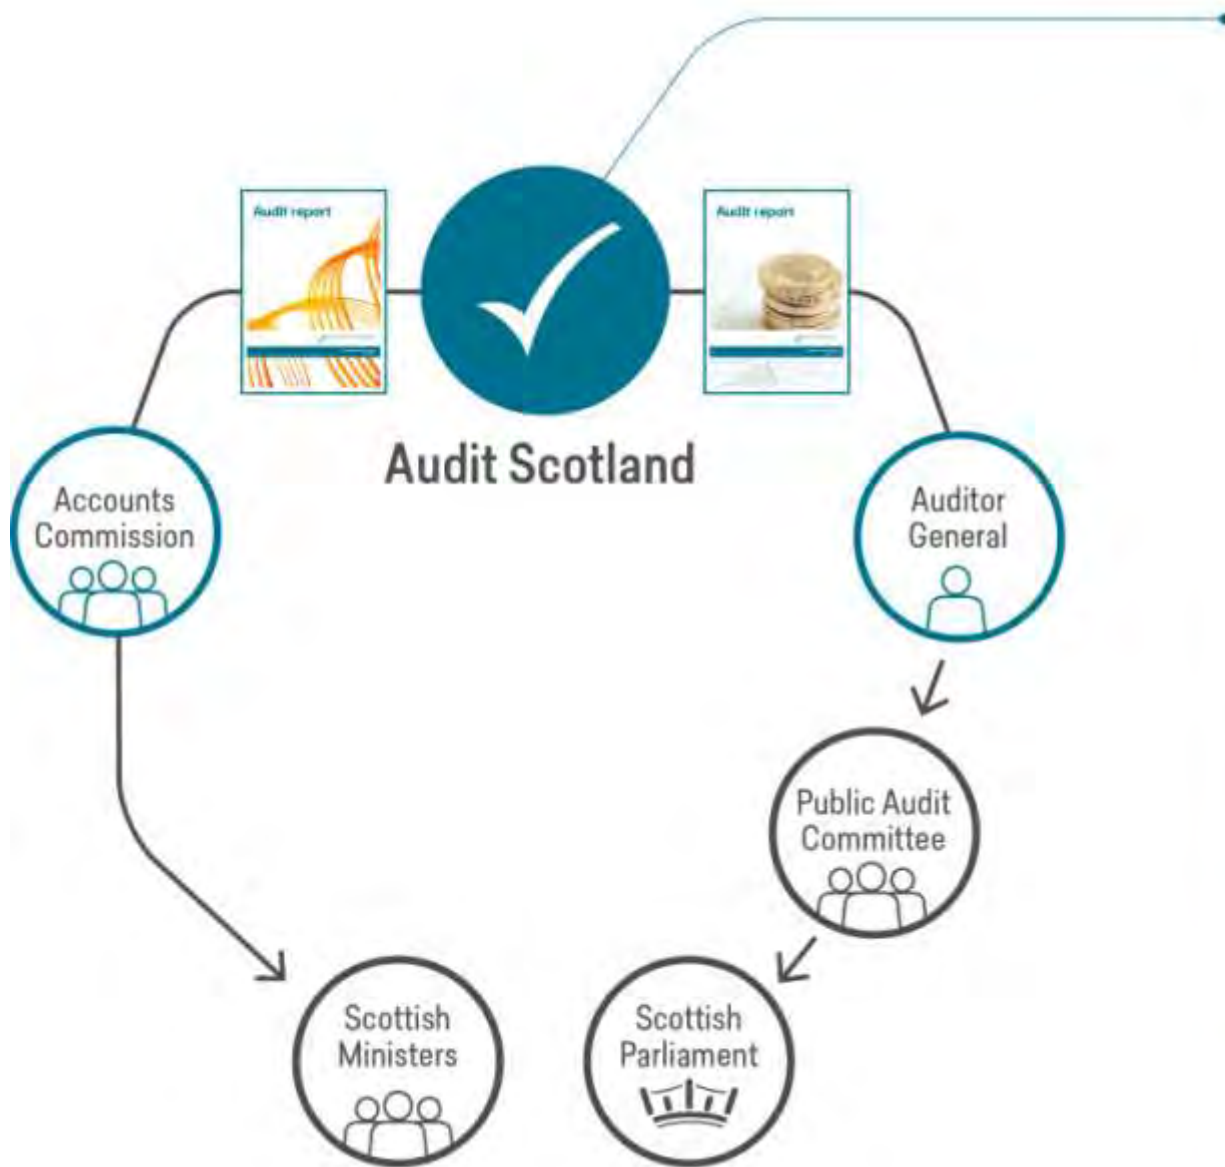 Audit report
Audit report
Audit Scotland
Accounts
Commission
Auditor
General
Public Audit
Committee
Scottish
Ministers
Scottish
Parliament